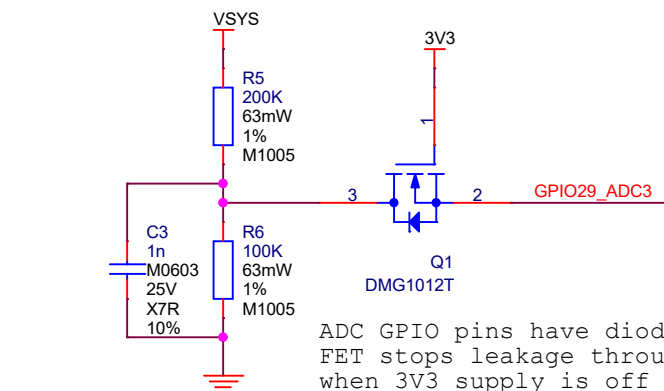 VSYS
3V3
R5
200K
63mW
1%
M1005
1
3
2
GPIO29_ADC3
C3
1n
M0603
25V
X7R
10%
R6
100K
63mW
1%
M1005
Q1
DMG1012T
ADC GPIO pins have diod
FET stops leakage throu
when 3V3 supply is off